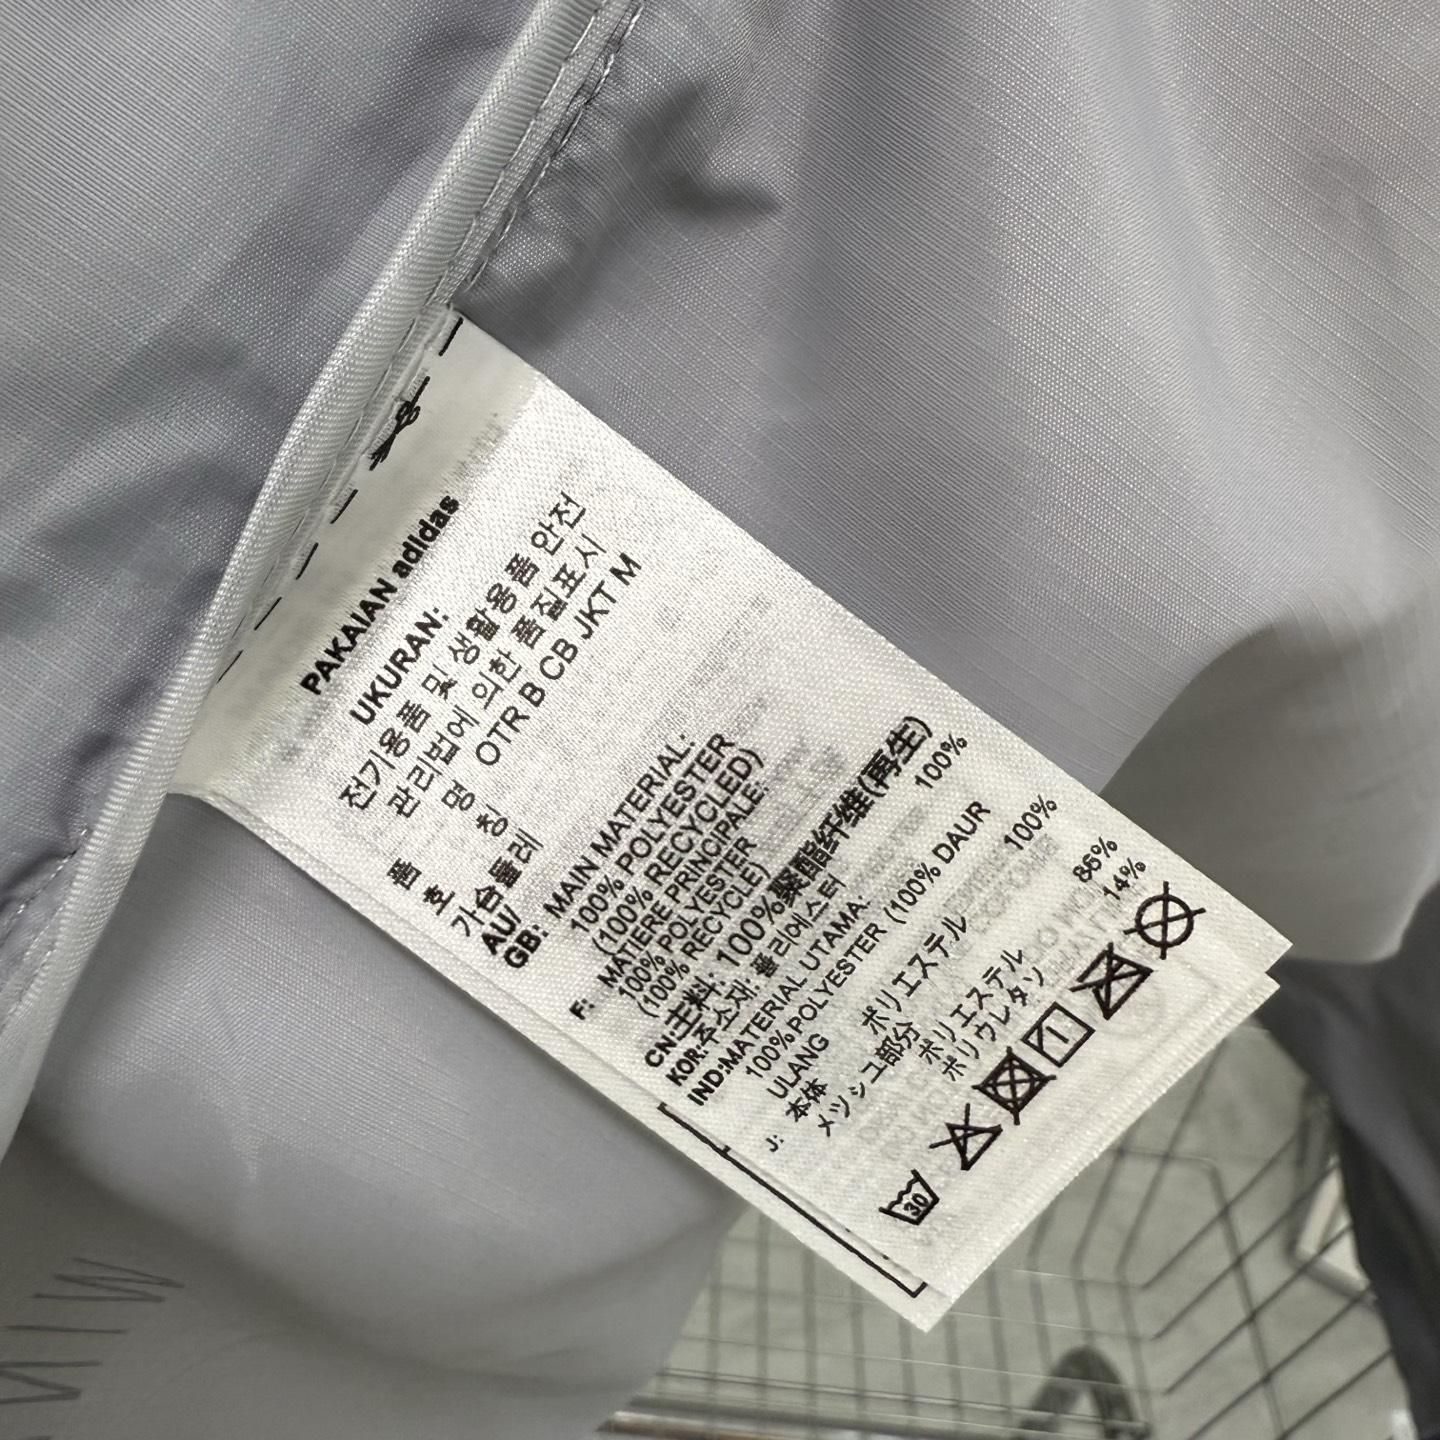 PAKAIAN adidas
UKURAN:
전기용품 및 생활용품 안전
관리법에 의한 품질표시
품 명 OTR B CB JKT M
호 칭
가슴둘레
AU/
GB: MAIN MATERIAL:
100% POLYESTER
(100% RECYCLED)
F: MATIERE PRINCIPALE:
100% POLYESTER
(100% RECYCLE)
CN:主料: 100%聚酯纤维(再生)
KOR:주소재: 폴리에스터 100%
IND:MATERIAL UTAMA:
100%POLYESTER (100% DAUR
ULANG
J: 本体 ポリエステル 100%
メッシュ部分 ポリエステル 86%
ポリウレタン 14%
30